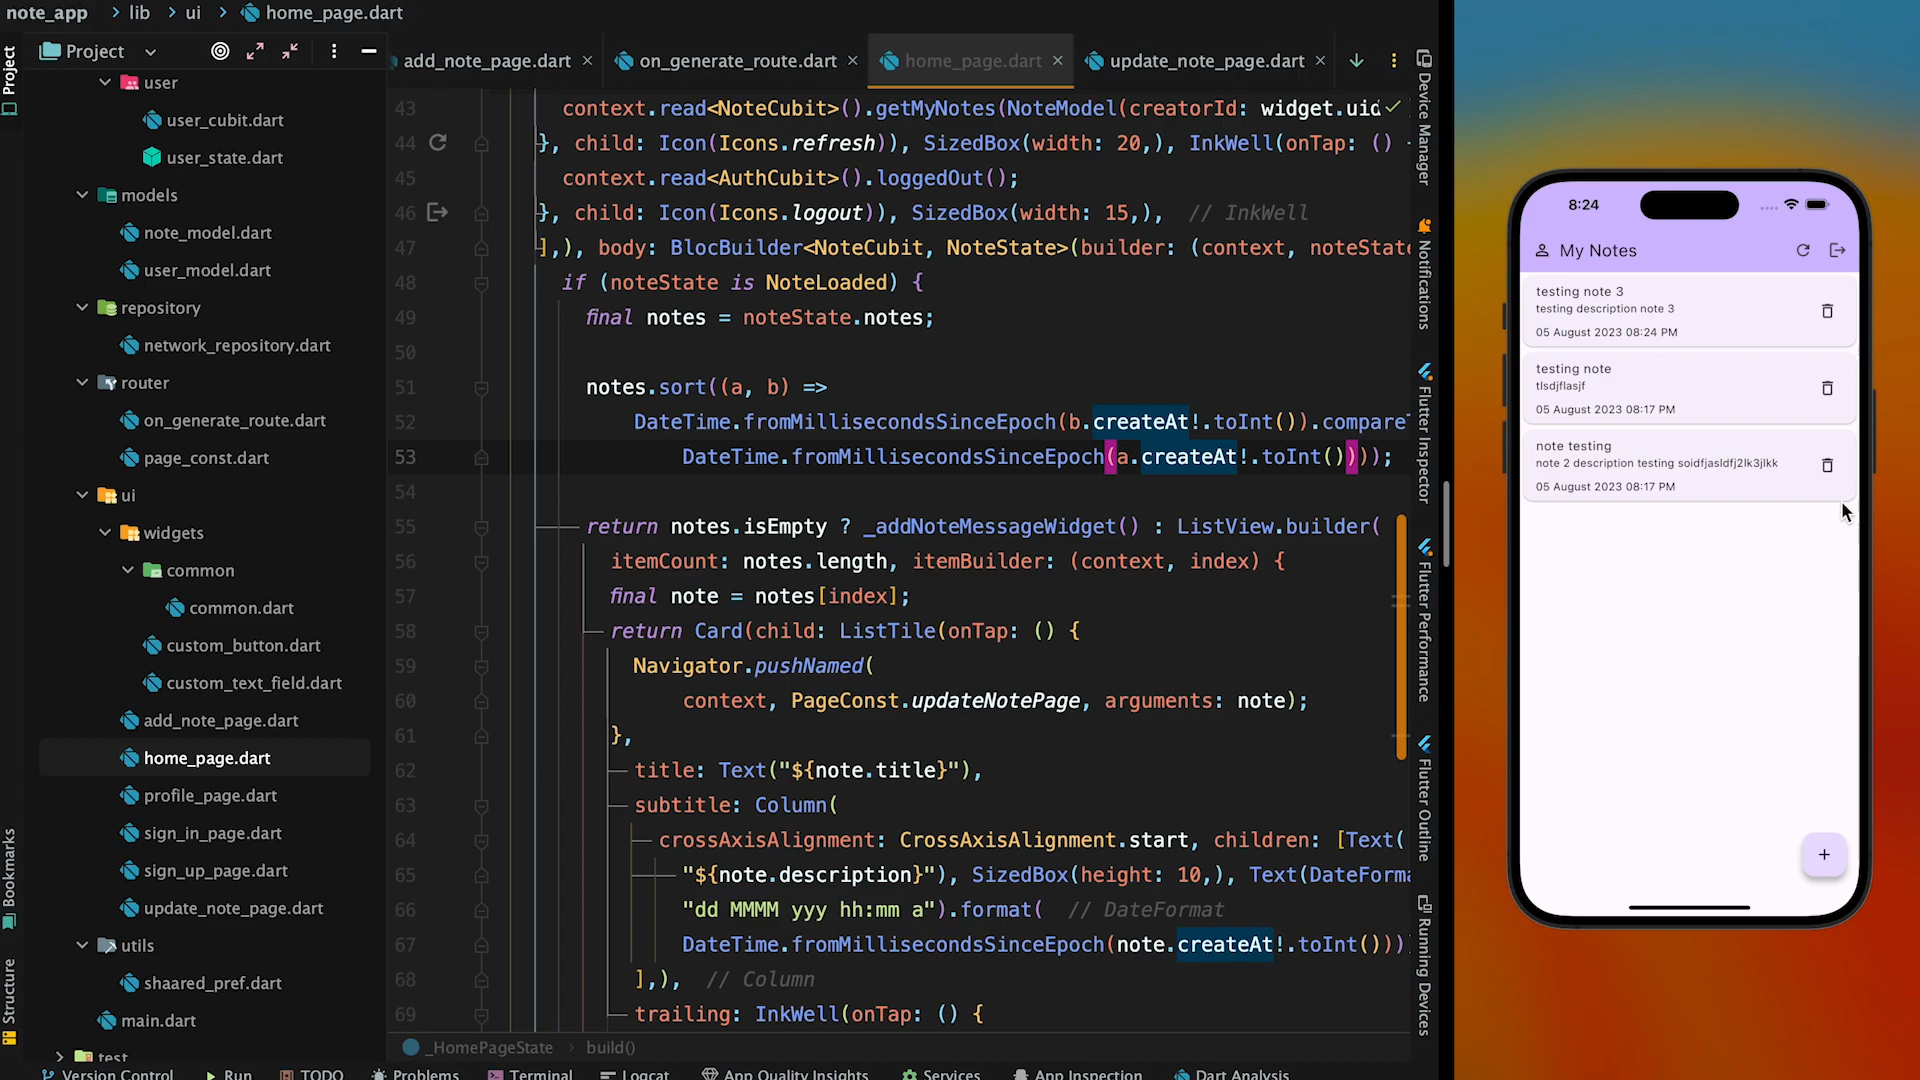 note_app > lib > ui > home_page.dart
Project
Project
user
user_cubit.dart
user_state.dart
models
note_model.dart
user_model.dart
repository
network_repository.dart
router
on_generate_route.dart
page_const.dart
ui
widgets
common
common.dart
custom_button.dart
custom_text_field.dart
add_note_page.dart
home_page.dart
profile_page.dart
sign_in_page.dart
sign_up_page.dart
update_note_page.dart
utils
shaared_pref.dart
main.dart
test
Bookmarks
Structure
add_note_page.dart
on_generate_route.dart
home_page.dart
update_note_page.dart
43 context.read<NoteCubit>().getMyNotes(NoteModel(creatorId: widget.uid
44 }, child: Icon(Icons.refresh)), SizedBox(width: 20,), InkWell(onTap: ()
45 context.read<AuthCubit>().loggedOut();
46 }, child: Icon(Icons.logout)), SizedBox(width: 15,), // InkWell
47 ],), body: BlocBuilder<NoteCubit, NoteState>(builder: (context, noteState
48 if (noteState is NoteLoaded) {
49 final notes = noteState.notes;
50
51 notes.sort((a, b) =>
52 DateTime.fromMillisecondsSinceEpoch(b.createAt!.toInt()).compareT
53 DateTime.fromMillisecondsSinceEpoch(a.createAt!.toInt())));
54
55 return notes.isEmpty ? _addNoteMessageWidget() : ListView.builder(
56 itemCount: notes.length, itemBuilder: (context, index) {
57 final note = notes[index];
58 return Card(child: ListTile(onTap: () {
59 Navigator.pushNamed(
60 context, PageConst.updateNotePage, arguments: note);
61 },
62 title: Text("${note.title}"),
63 subtitle: Column(
64 crossAxisAlignment: CrossAxisAlignment.start, children: [Text(
65 "${note.description}"), SizedBox(height: 10,), Text(DateForma
66 "dd MMMM yyy hh:mm a").format( // DateFormat
67 DateTime.fromMillisecondsSinceEpoch(note.createAt!.toInt()))
68 ],), // Column
69 trailing: InkWell(onTap: () {
_HomePageState > build()
Version Control
Run
TODO
Problems
Terminal
Logcat
App Quality Insights
Services
App Inspection
Dart Analysis
Device Manager
Notifications
Flutter Inspector
Flutter Performance
Flutter Outline
Running Devices
8:24
My Notes
testing note 3
testing description note 3
05 August 2023 08:24 PM
testing note
tlsdjflasjf
05 August 2023 08:17 PM
note testing
note 2 description testing soidfjasldfj2lk3jlkk
05 August 2023 08:17 PM
+